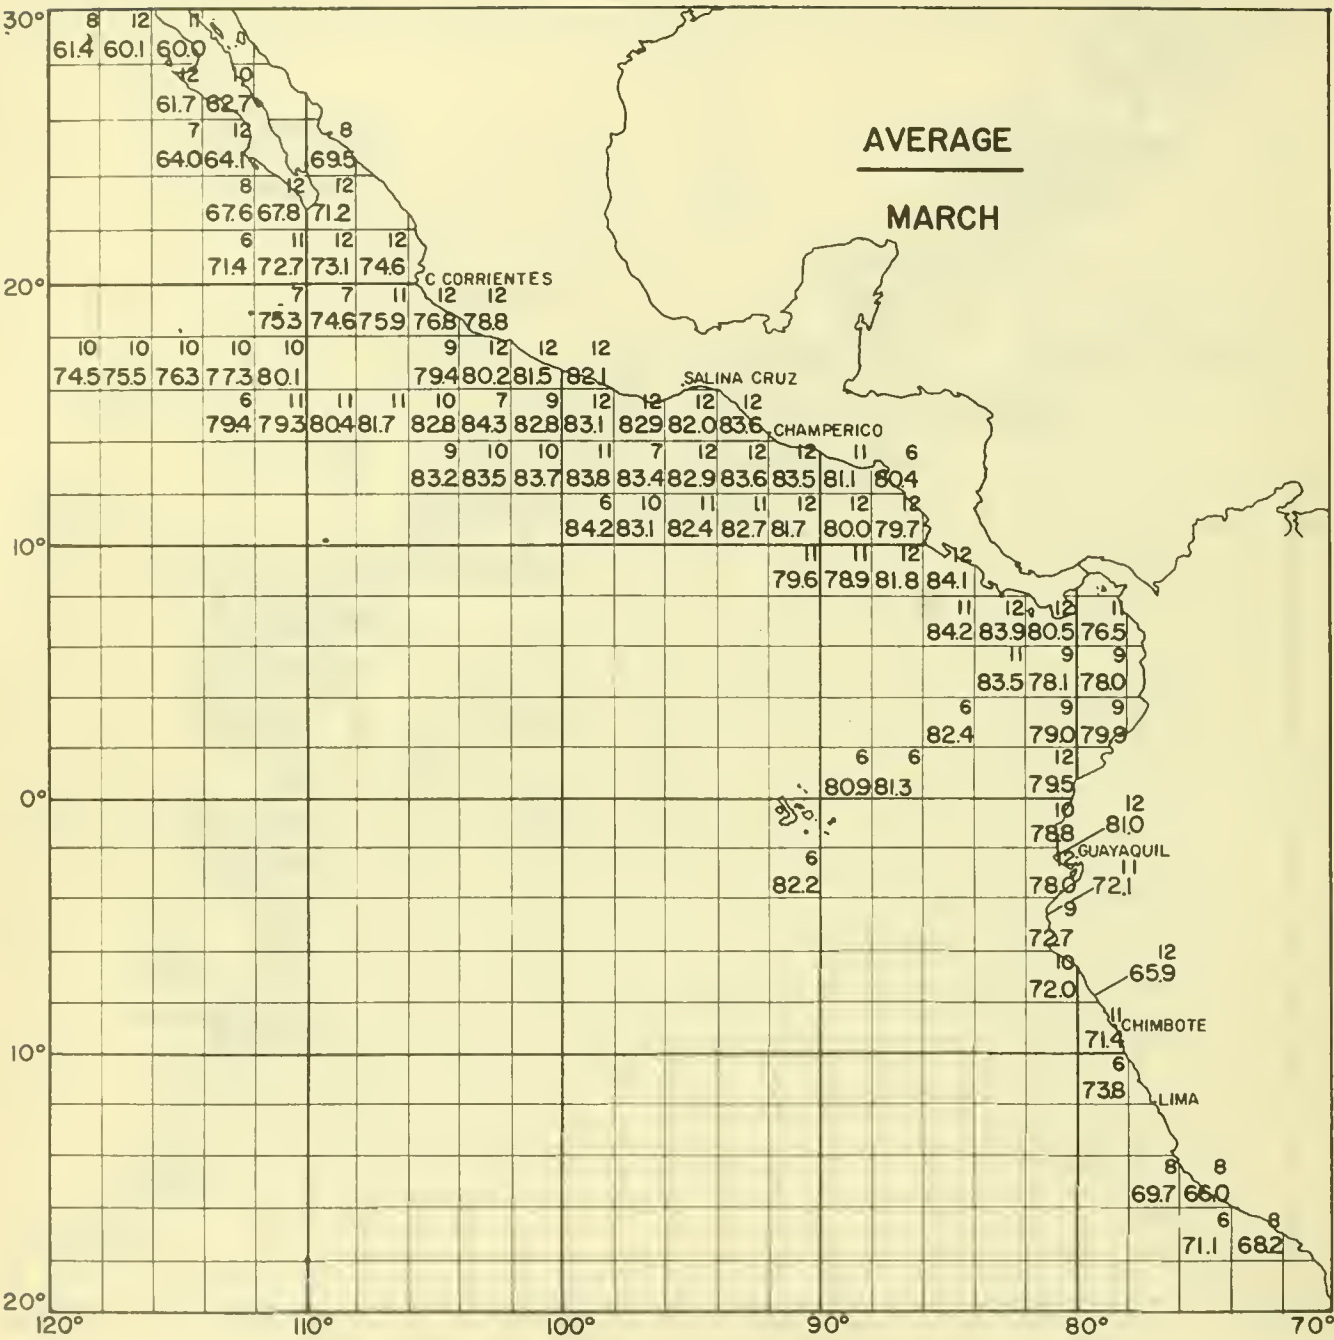 30° 8 12 11
61.4 60.1 60.0
12 10
61.7 62.7
7 12 8
64.0 64.1 69.5
AVERAGE
MARCH
8 12 12
67.6 67.8 71.2
6 11 12 12
71.4 72.7 73.1 74.6
20° C CORRIENTES
7 7 11 12 12
75.3 74.6 75.9 76.8 78.8
10 10 10 10 10 9 12 12 12
74.5 75.5 76.3 77.3 80.1 79.4 80.2 81.5 82.1
SALINA CRUZ
6 11 11 11 10 7 9 12 12 12 12
79.4 79.3 80.4 81.7 82.8 84.3 82.8 83.1 82.9 82.0 83.6
CHAMPERICO
9 10 10 11 7 12 12 12 11 6
83.2 83.5 83.7 83.8 83.4 82.9 83.6 83.5 81.1 80.4
6 10 11 11 12 12 12
84.2 83.1 82.4 82.7 81.7 80.0 79.7
10°
11 11 12 12
79.6 78.9 81.8 84.1
11 12 12 11
84.2 83.9 80.5 76.5
11 9 9
83.5 78.1 78.0
6 9 9
82.4 79.0 79.9
6 6 12
80.9 81.3 79.5
0°
10 12
78.8 81.0
6 12 GUAYAQUIL
11
82.2 78.0 72.1
9
72.7
10 12
72.0 65.9
11 CHIMBOTE
71.4
10°
6
73.8 LIMA
8 8
69.7 66.0
6 8
71.1 68.2
20°
120° 110° 100° 90° 80° 70°